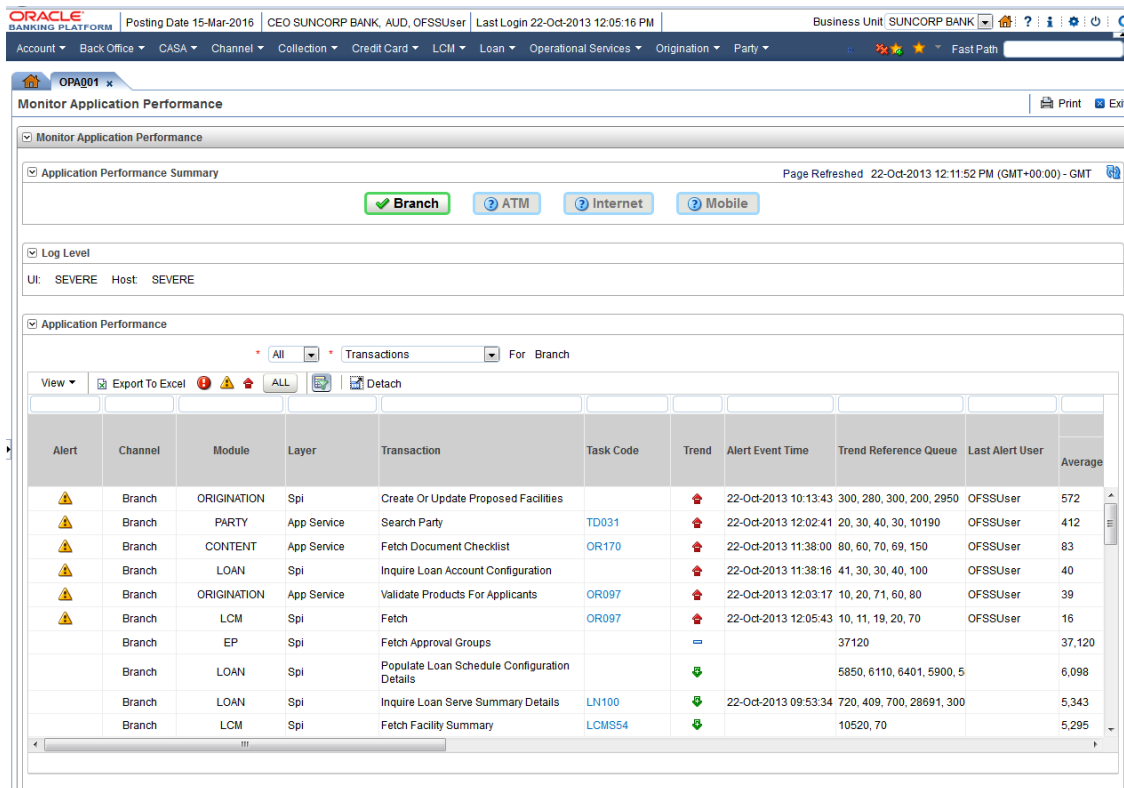 ORACLE
BANKING PLATFORM
Posting Date 15-Mar-2016 CEO SUNCORP BANK, AUD, OFSSUser Last Login 22-Oct-2013 12:05:16 PM Business Unit SUNCORP BANK
Account Back Office CASA Channel Collection Credit Card LCM Loan Operational Services Origination Party Fast Path
OPA001 x
Monitor Application Performance Print Exi
Monitor Application Performance
Application Performance Summary Page Refreshed 22-Oct-2013 12:11:52 PM (GMT+00:00) - GMT
Branch ATM Internet Mobile
Log Level
UI: SEVERE Host: SEVERE
Application Performance
* All * Transactions For Branch
View Export To Excel ALL Detach
Alert Channel Module Layer Transaction Task Code Trend Alert Event Time Trend Reference Queue Last Alert User Average
Branch ORIGINATION Spi Create Or Update Proposed Facilities 22-Oct-2013 10:13:43 300, 280, 300, 200, 2950 OFSSUser 572
Branch PARTY App Service Search Party TD031 22-Oct-2013 12:02:41 20, 30, 40, 30, 10190 OFSSUser 412
Branch CONTENT App Service Fetch Document Checklist OR170 22-Oct-2013 11:38:00 80, 60, 70, 69, 150 OFSSUser 83
Branch LOAN Spi Inquire Loan Account Configuration 22-Oct-2013 11:38:16 41, 30, 30, 40, 100 OFSSUser 40
Branch ORIGINATION App Service Validate Products For Applicants OR097 22-Oct-2013 12:03:17 10, 20, 71, 60, 80 OFSSUser 39
Branch LCM Spi Fetch OR097 22-Oct-2013 12:05:43 10, 11, 19, 20, 70 OFSSUser 16
Branch EP Spi Fetch Approval Groups 37120 37,120
Branch LOAN Spi Populate Loan Schedule Configuration Details 5850, 6110, 6401, 5900, 5 6,098
Branch LOAN Spi Inquire Loan Serve Summary Details LN100 22-Oct-2013 09:53:34 720, 409, 700, 28691, 300 5,343
Branch LCM Spi Fetch Facility Summary LCMS54 10520, 70 5,295